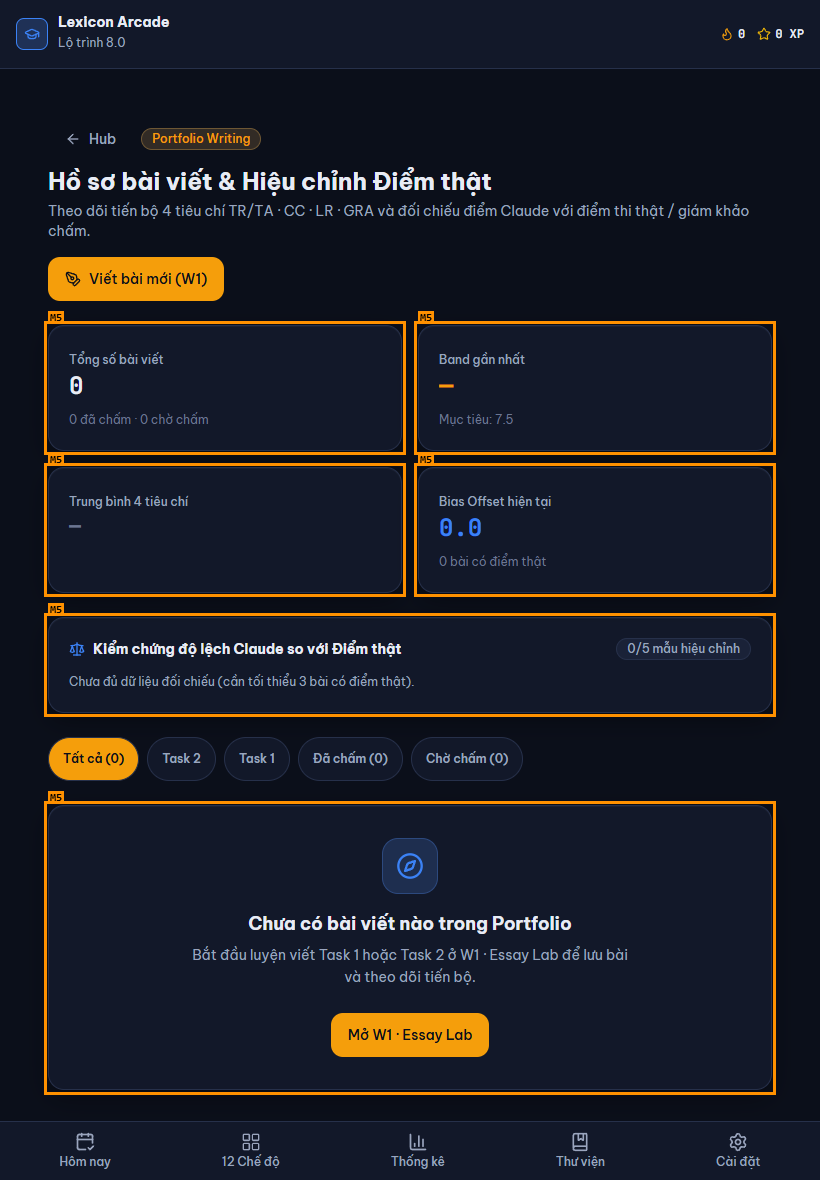 Lexicon Arcade
Lộ trình 8.0
0
0 XP
Hub
Portfolio Writing
Hồ sơ bài viết & Hiệu chỉnh Điểm thật
Theo dõi tiến bộ 4 tiêu chí TR/TA · CC · LR · GRA và đối chiếu điểm Claude với điểm thi thật / giám khảo
chấm.
Viết bài mới (W1)
M5
M5
Tổng số bài viết
0
0 đã chấm · 0 chờ chấm
Band gần nhất
—
Mục tiêu: 7.5
M5
M5
Trung bình 4 tiêu chí
—
Bias Offset hiện tại
0.0
0 bài có điểm thật
M5
Kiểm chứng độ lệch Claude so với Điểm thật
0/5 mẫu hiệu chỉnh
Chưa đủ dữ liệu đối chiếu (cần tối thiểu 3 bài có điểm thật).
Tất cả (0)
Task 2
Task 1
Đã chấm (0)
Chờ chấm (0)
M5
Chưa có bài viết nào trong Portfolio
Bắt đầu luyện viết Task 1 hoặc Task 2 ở W1 · Essay Lab để lưu bài
và theo dõi tiến bộ.
Mở W1 · Essay Lab
Hôm nay
12 Chế độ
Thống kê
Thư viện
Cài đặt